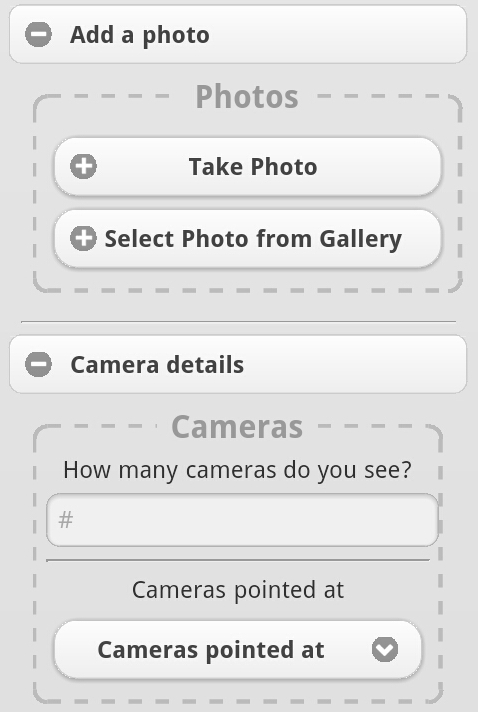 Add a photo
Photos
Take Photo
Select Photo from Gallery
Camera details
Cameras
How many cameras do you see?
#
Cameras pointed at
Cameras pointed at